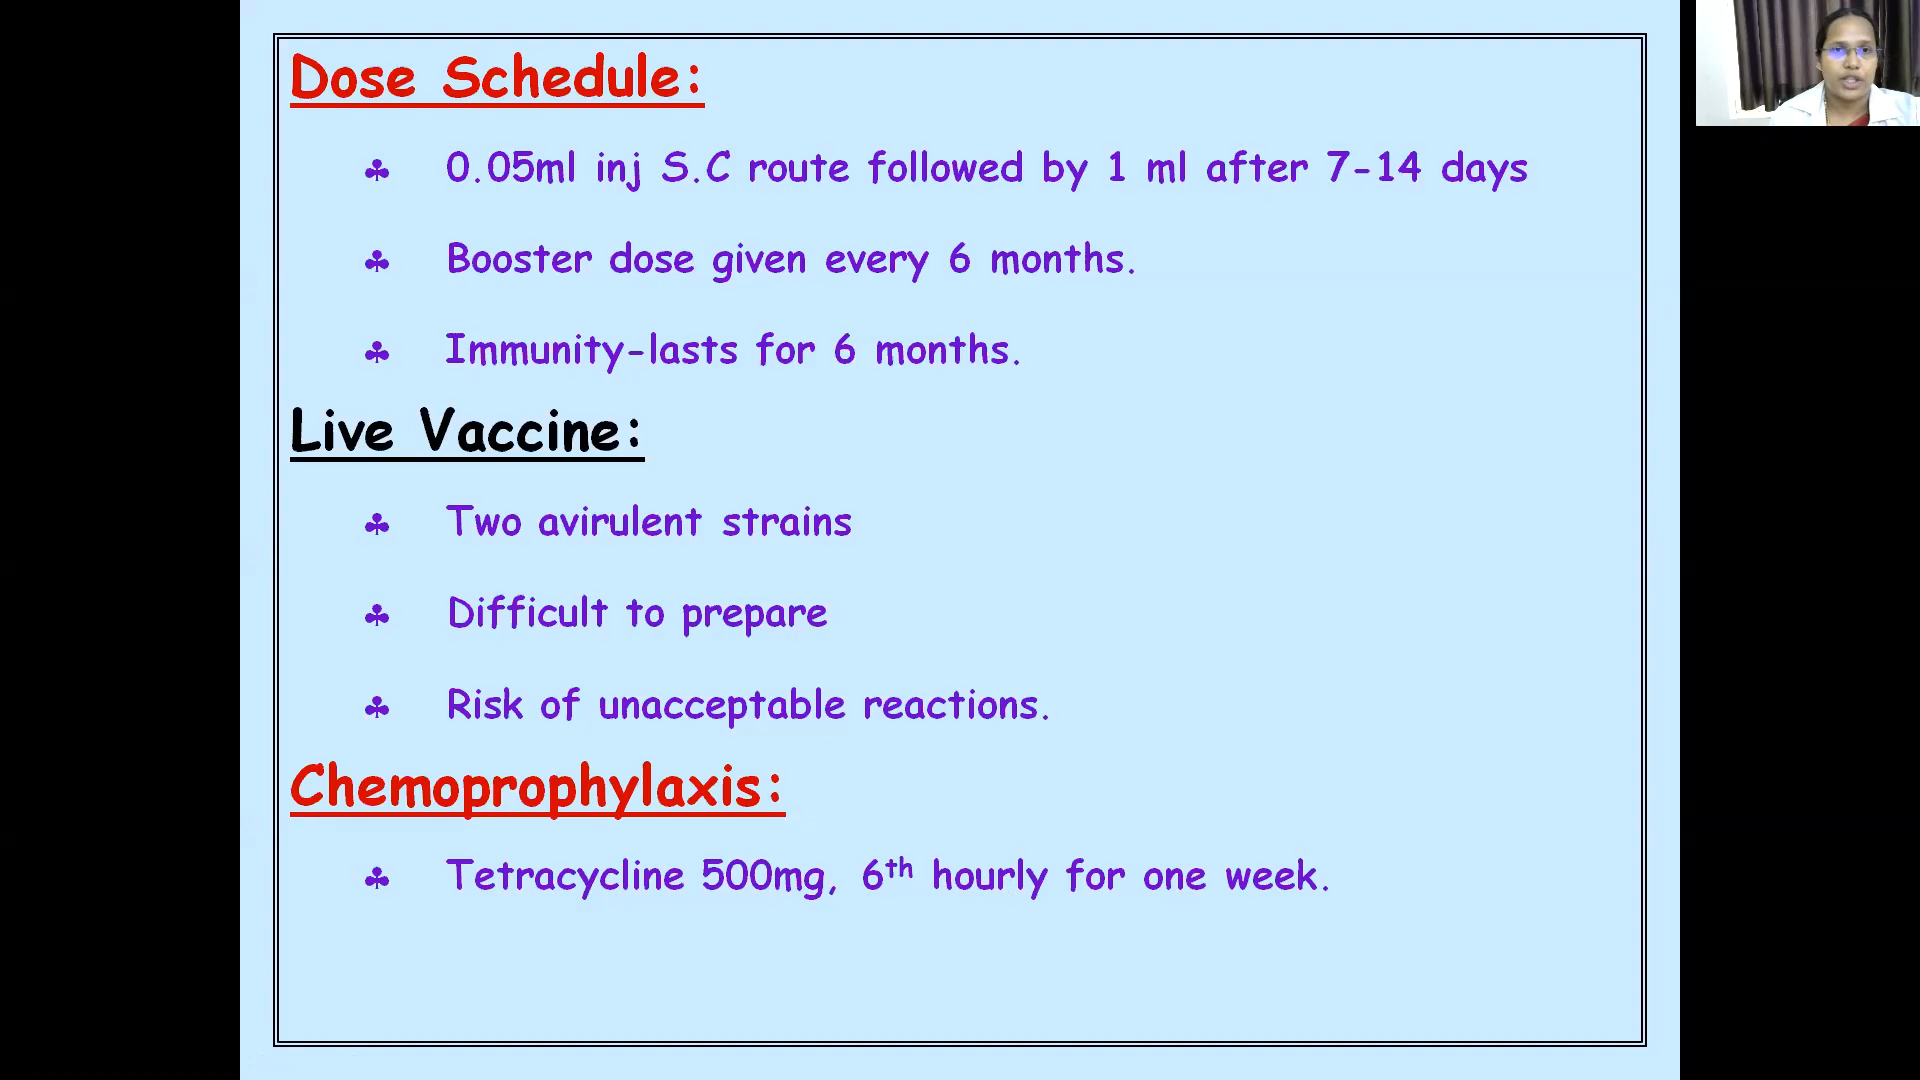 Dose Schedule:
♣ 0.05ml inj S.C route followed by 1 ml after 7-14 days
♣ Booster dose given every 6 months.
♣ Immunity-lasts for 6 months.
Live Vaccine:
♣ Two avirulent strains
♣ Difficult to prepare
♣ Risk of unacceptable reactions.
Chemoprophylaxis:
♣ Tetracycline 500mg, 6th hourly for one week.